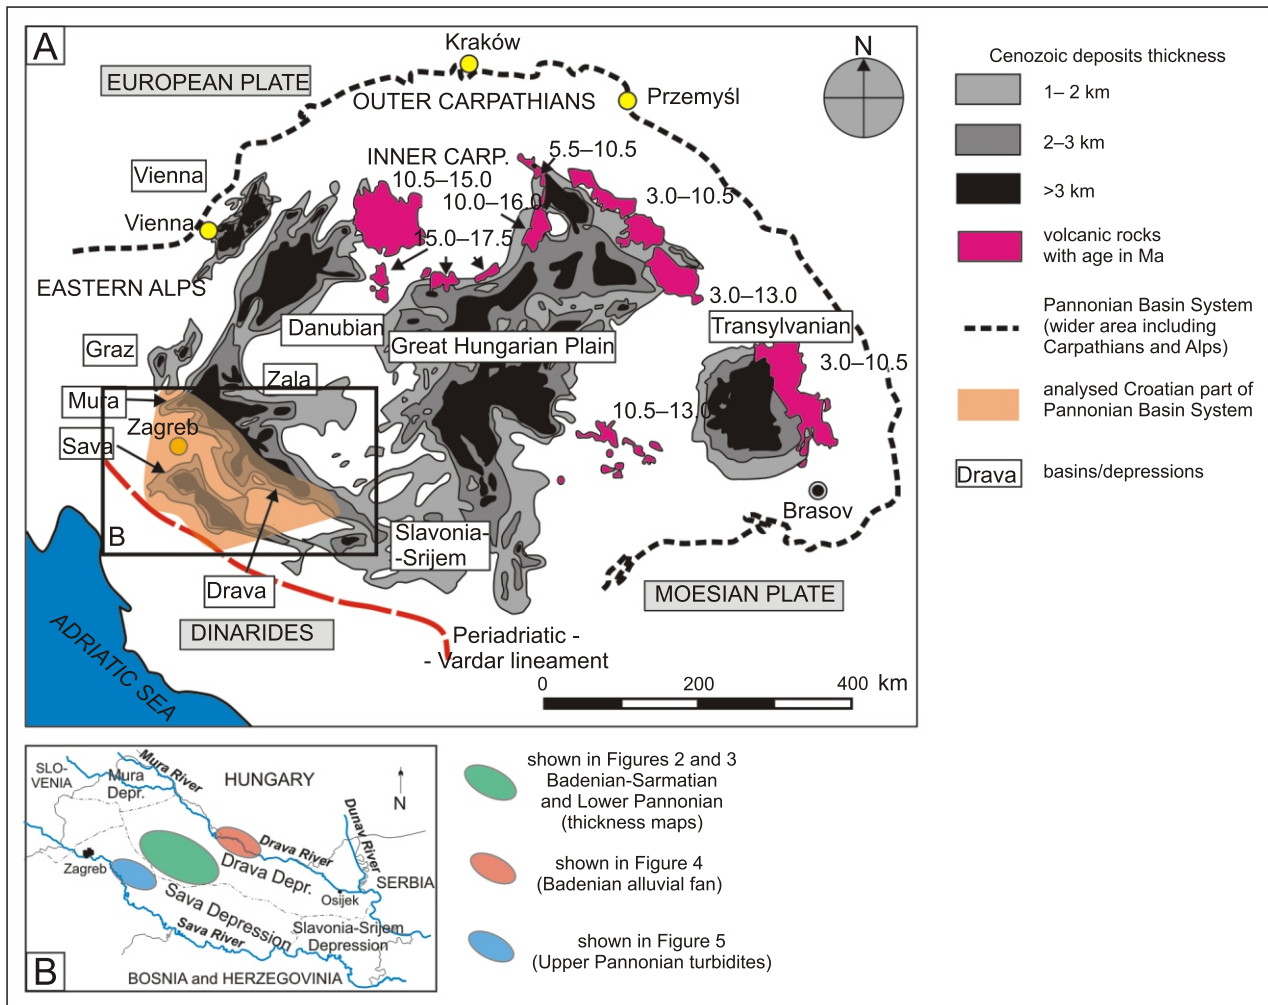 A
Kraków
N
EUROPEAN PLATE
OUTER CARPATHIANS
Przemyśl
INNER CARP.
5.5–10.5
Vienna
10.5–15.0
10.0–16.0
3.0–10.5
Vienna
15.0–17.5
EASTERN ALPS
3.0–13.0
Danubian
Transylvanian
Graz
Great Hungarian Plain
3.0–10.5
Zala
Mura
10.5–13.0
Zagreb
Sava
Brasov
B
Slavonia-
-Srijem
Drava
MOESIAN PLATE
DINARIDES
Periadriatic -
- Vardar lineament
ADRIATIC SEA
0 200 400 km
Cenozoic deposits thickness
1– 2 km
2–3 km
>3 km
volcanic rocks
with age in Ma
Pannonian Basin System
(wider area including
Carpathians and Alps)
analysed Croatian part of
Pannonian Basin System
Drava
basins/depressions
SLO-
VENIA
Mura River
Mura
Depr.
HUNGARY
N
Dunav River
Drava River
Zagreb
Drava Depr.
SERBIA
Osijek
Sava Depression
Sava River
Slavonia-Srijem
Depression
B
BOSNIA and HERZEGOVINIA
shown in Figures 2 and 3
Badenian-Sarmatian
and Lower Pannonian
(thickness maps)
shown in Figure 4
(Badenian alluvial fan)
shown in Figure 5
(Upper Pannonian turbidites)